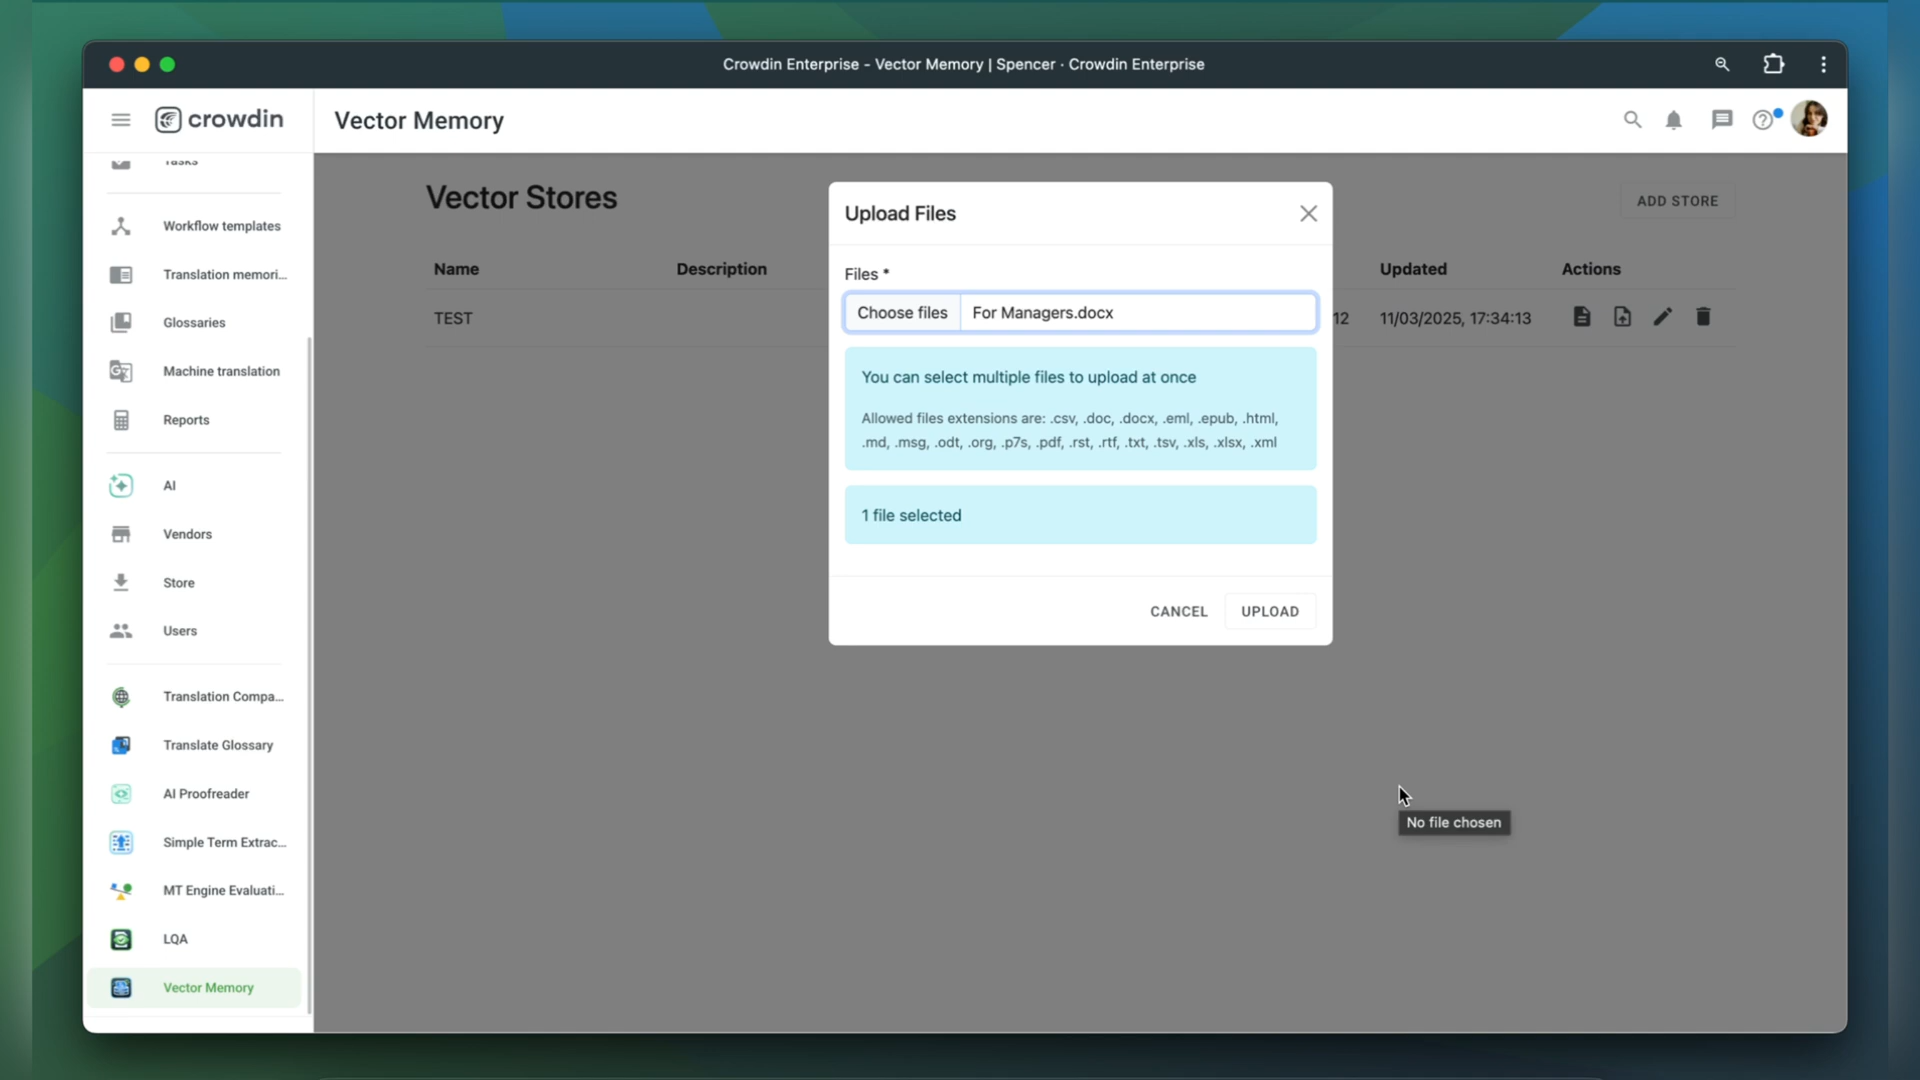 Crowdin Enterprise - Vector Memory | Spencer · Crowdin Enterprise
crowdin
Vector Memory
Tasks
Workflow templates
Translation memori...
Glossaries
Machine translation
Reports
AI
Vendors
Store
Users
Translation Compa...
Translate Glossary
AI Proofreader
Simple Term Extrac...
MT Engine Evaluati...
LQA
Vector Memory
Vector Stores
ADD STORE
Name Description Updated Actions
TEST 12 11/03/2025, 17:34:13
Upload Files
Files *
Choose files For Managers.docx
You can select multiple files to upload at once
Allowed files extensions are: .csv, .doc, .docx, .eml, .epub, .html,
.md, .msg, .odt, .org, .p7s, .pdf, .rst, .rtf, .txt, .tsv, .xls, .xlsx, .xml
1 file selected
CANCEL UPLOAD
No file chosen